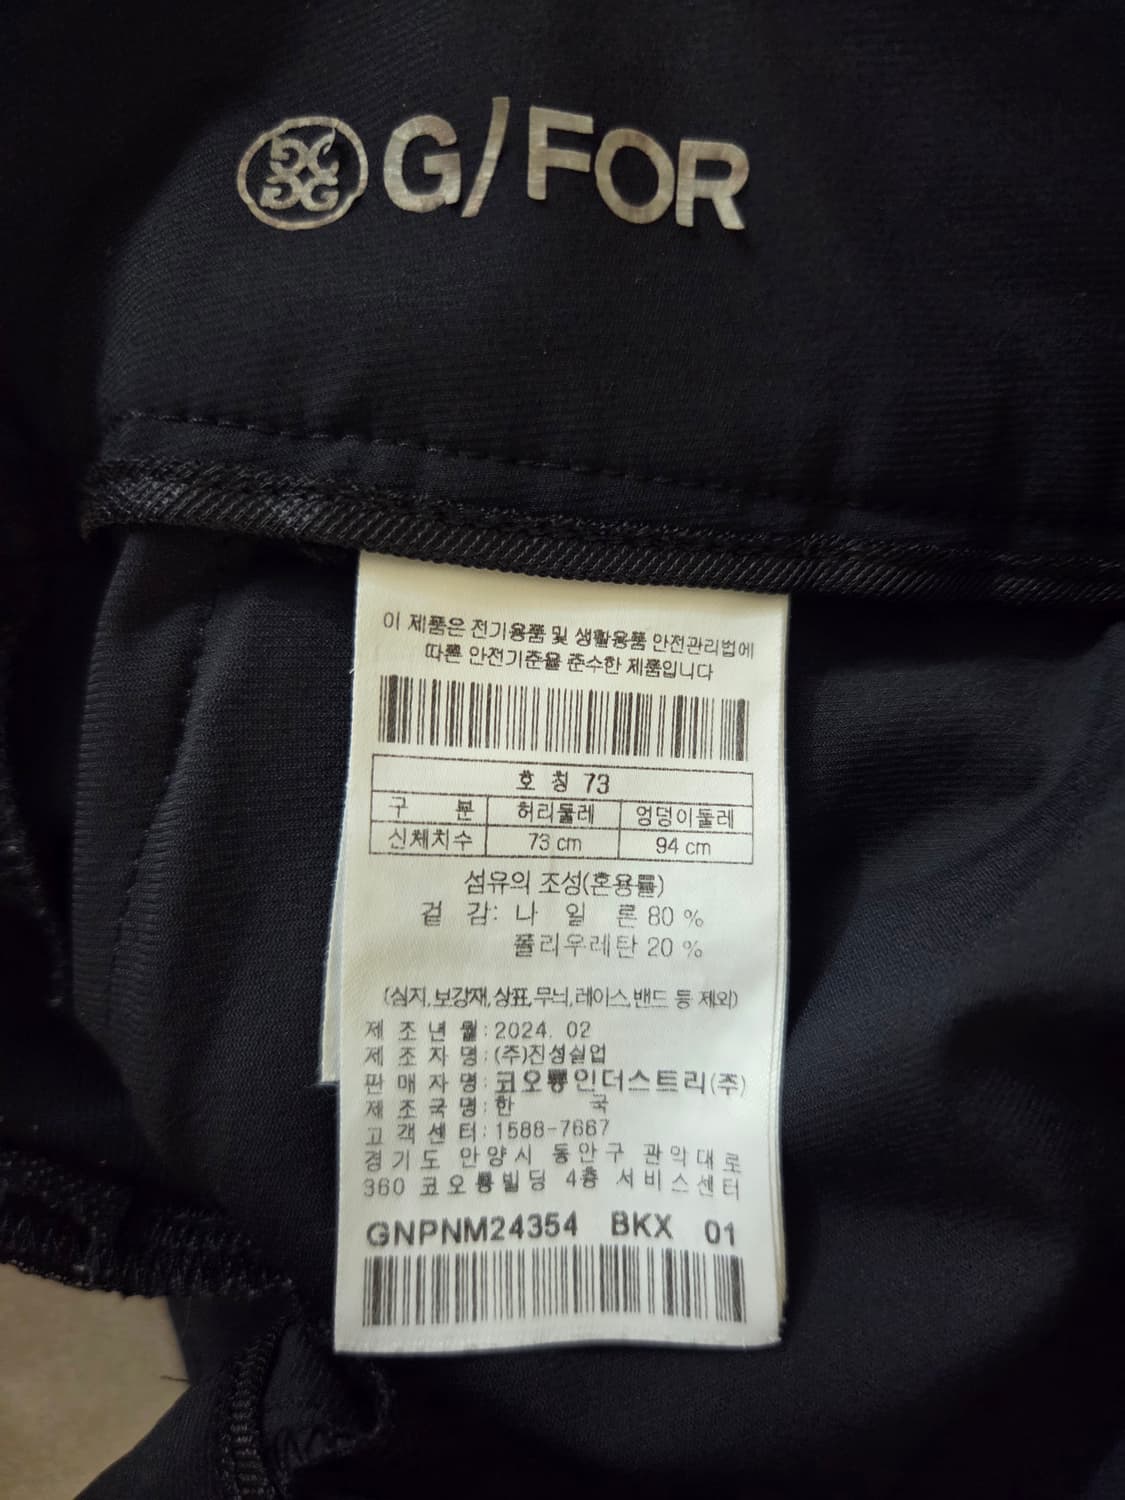 G/FOR
이 제품은 전기용품 및 생활용품 안전관리법에
따른 안전기준을 준수한 제품입니다
호 칭 73
구 분 허리둘레 엉덩이둘레
신체치수 73 cm 94 cm
섬유의 조성(혼용률)
겉 감: 나 일 론 80 %
폴리우레탄 20 %
(심지,보강재,상표,무늬,레이스,밴드 등 제외)
제 조 년 월: 2024. 02
제 조 자 명: (주)진성실업
판 매 자 명: 코오롱인더스트리(주)
제 조 국 명: 한 국
고 객 센 터: 1588-7667
경기도 안양시 동안구 관악대로
360 코오롱빌딩 4층 서비스센터
GNPNM24354 BKX 01